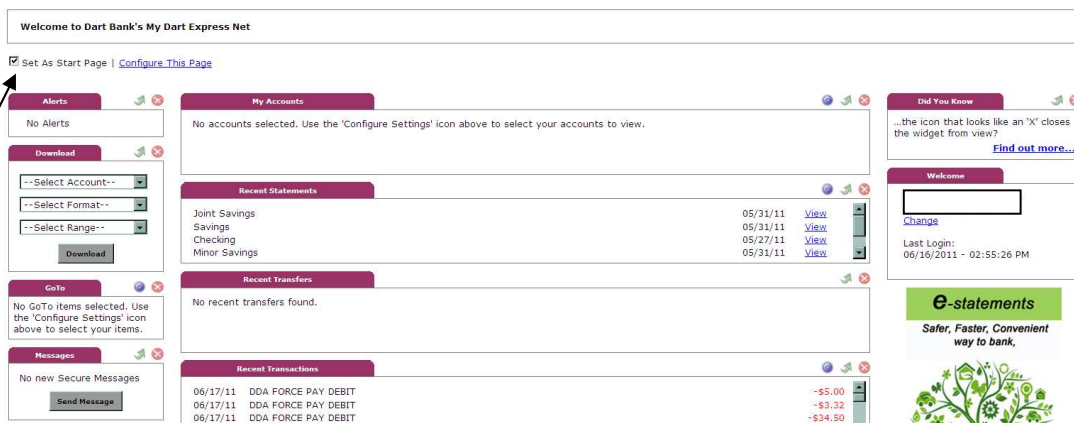 Welcome to Dart Bank's My Dart Express Net
Set As Start Page | Configure This Page
Alerts
No Alerts
Download
--Select Account--
--Select Format--
--Select Range--
Download
GoTo
No GoTo items selected. Use
the 'Configure Settings' icon
above to select your items.
Messages
No new Secure Messages
Send Message
My Accounts
No accounts selected. Use the 'Configure Settings' icon above to select your accounts to view.
Recent Statements
Joint Savings 05/31/11 View
Savings 05/31/11 View
Checking 05/27/11 View
Minor Savings 05/31/11 View
Recent Transfers
No recent transfers found.
Recent Transactions
06/17/11 DDA FORCE PAY DEBIT -$5.00
06/17/11 DDA FORCE PAY DEBIT -$3.32
06/17/11 DDA FORCE PAY DEBIT -$34.50
Did You Know
...the icon that looks like an 'X' closes
the widget from view?
Find out more...
Welcome
Change
Last Login:
06/16/2011 - 02:55:26 PM
e-statements
Safer, Faster, Convenient
way to bank,